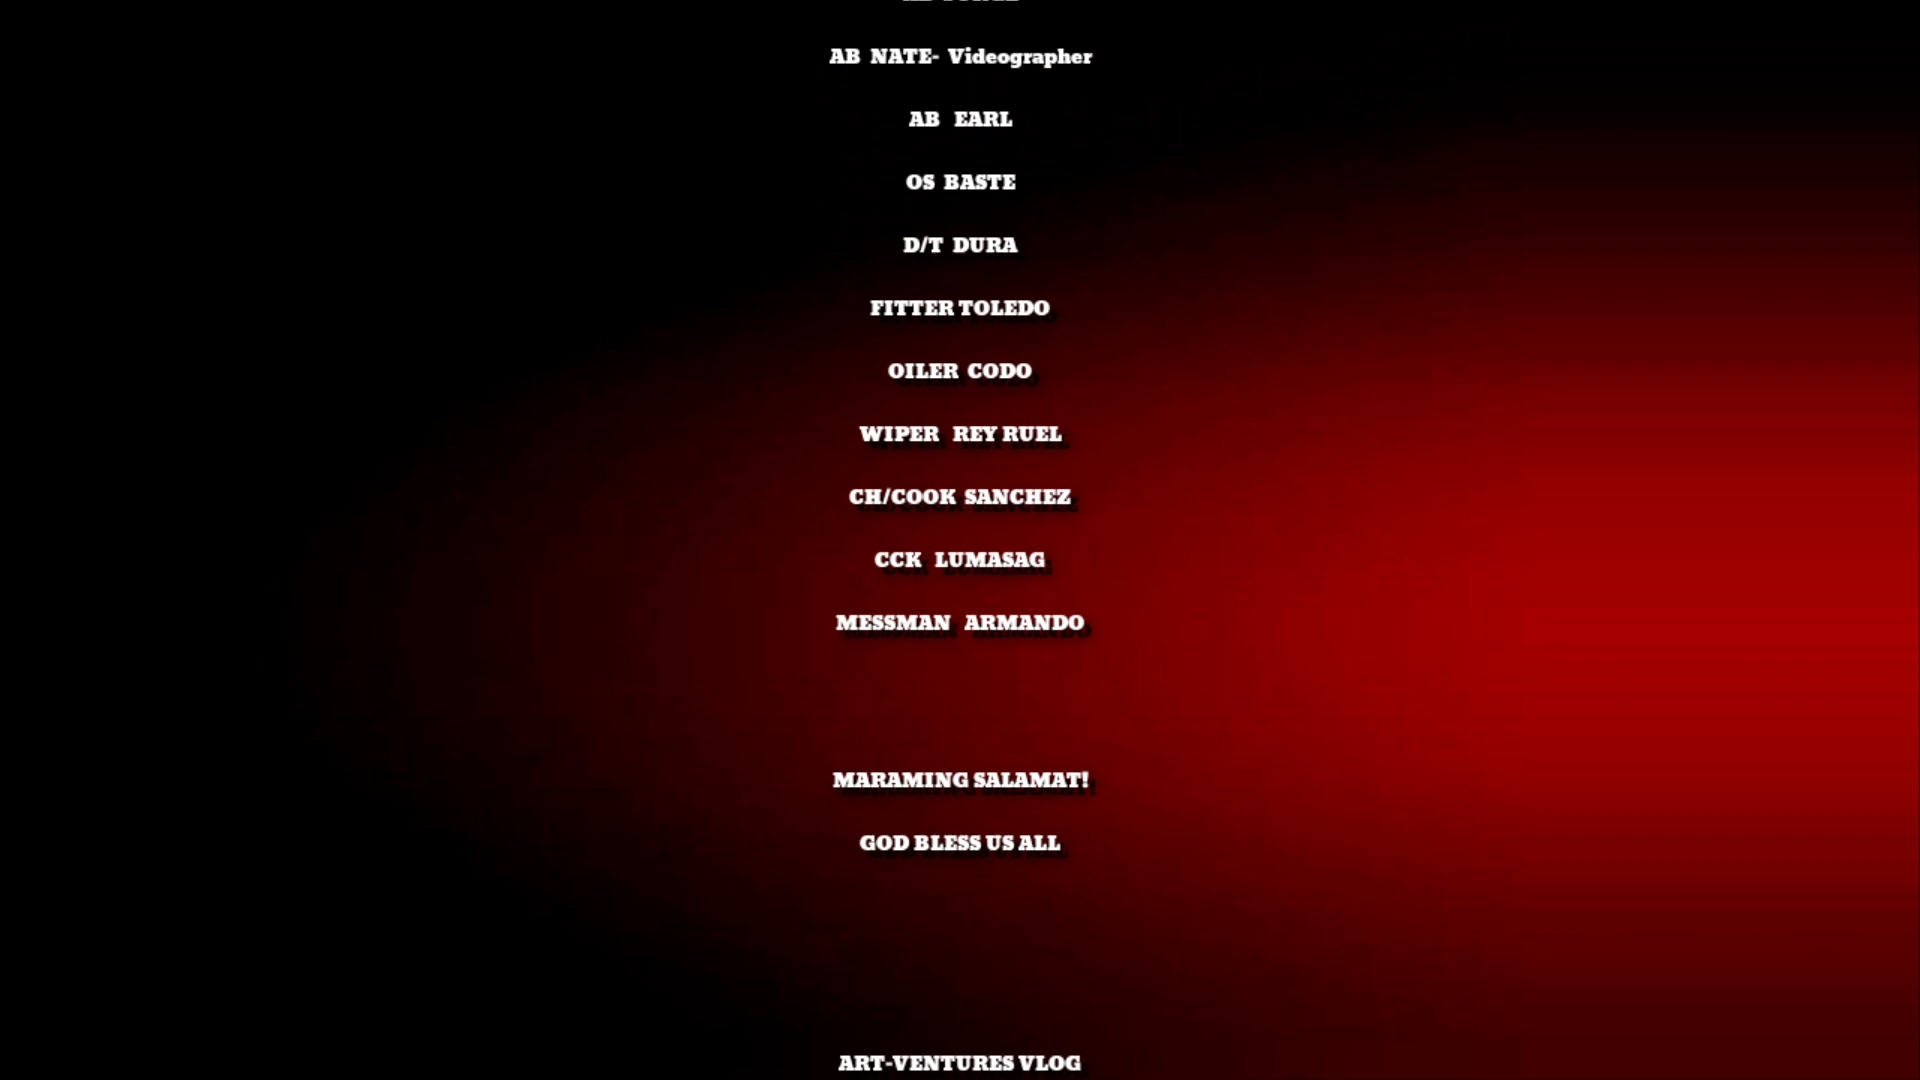 AB NATE- Videographer
AB EARL
OS BASTE
D/T DURA
FITTER TOLEDO
OILER CODO
WIPER REY RUEL
CH/COOK SANCHEZ
CCK LUMASAG
MESSMAN ARMANDO
MARAMING SALAMAT!
GOD BLESS US ALL
ART-VENTURES VLOG